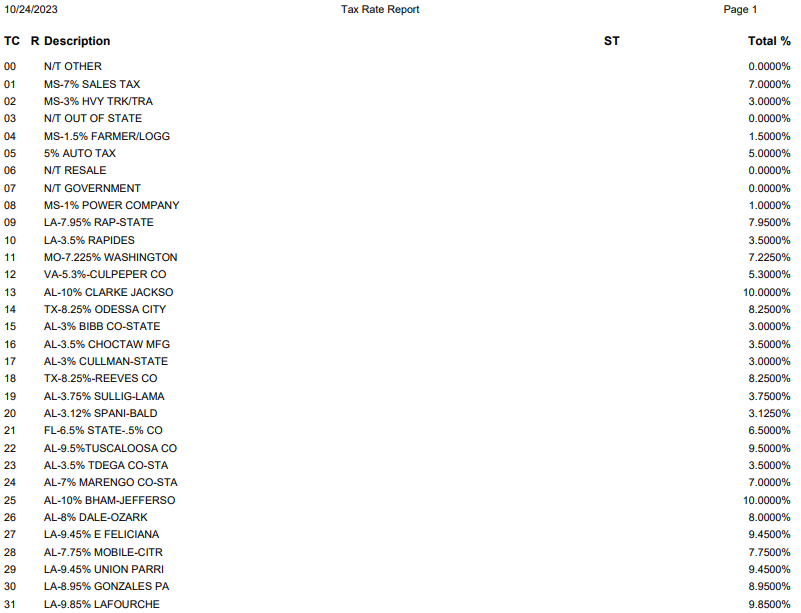 10/24/2023 Tax Rate Report Page 1
TC R Description ST Total %
00 N/T OTHER 0.0000%
01 MS-7% SALES TAX 7.0000%
02 MS-3% HVY TRK/TRA 3.0000%
03 N/T OUT OF STATE 0.0000%
04 MS-1.5% FARMER/LOGG 1.5000%
05 5% AUTO TAX 5.0000%
06 N/T RESALE 0.0000%
07 N/T GOVERNMENT 0.0000%
08 MS-1% POWER COMPANY 1.0000%
09 LA-7.95% RAP-STATE 7.9500%
10 LA-3.5% RAPIDES 3.5000%
11 MO-7.225% WASHINGTON 7.2250%
12 VA-5.3%-CULPEPER CO 5.3000%
13 AL-10% CLARKE JACKSO 10.0000%
14 TX-8.25% ODESSA CITY 8.2500%
15 AL-3% BIBB CO-STATE 3.0000%
16 AL-3.5% CHOCTAW MFG 3.5000%
17 AL-3% CULLMAN-STATE 3.0000%
18 TX-8.25%-REEVES CO 8.2500%
19 AL-3.75% SULLIG-LAMA 3.7500%
20 AL-3.12% SPANI-BALD 3.1250%
21 FL-6.5% STATE-.5% CO 6.5000%
22 AL-9.5%TUSCALOOSA CO 9.5000%
23 AL-3.5% TDEGA CO-STA 3.5000%
24 AL-7% MARENGO CO-STA 7.0000%
25 AL-10% BHAM-JEFFERSO 10.0000%
26 AL-8% DALE-OZARK 8.0000%
27 LA-9.45% E FELICIANA 9.4500%
28 AL-7.75% MOBILE-CITR 7.7500%
29 LA-9.45% UNION PARRI 9.4500%
30 LA-8.95% GONZALES PA 8.9500%
31 LA-9.85% LAFOURCHE 9.8500%